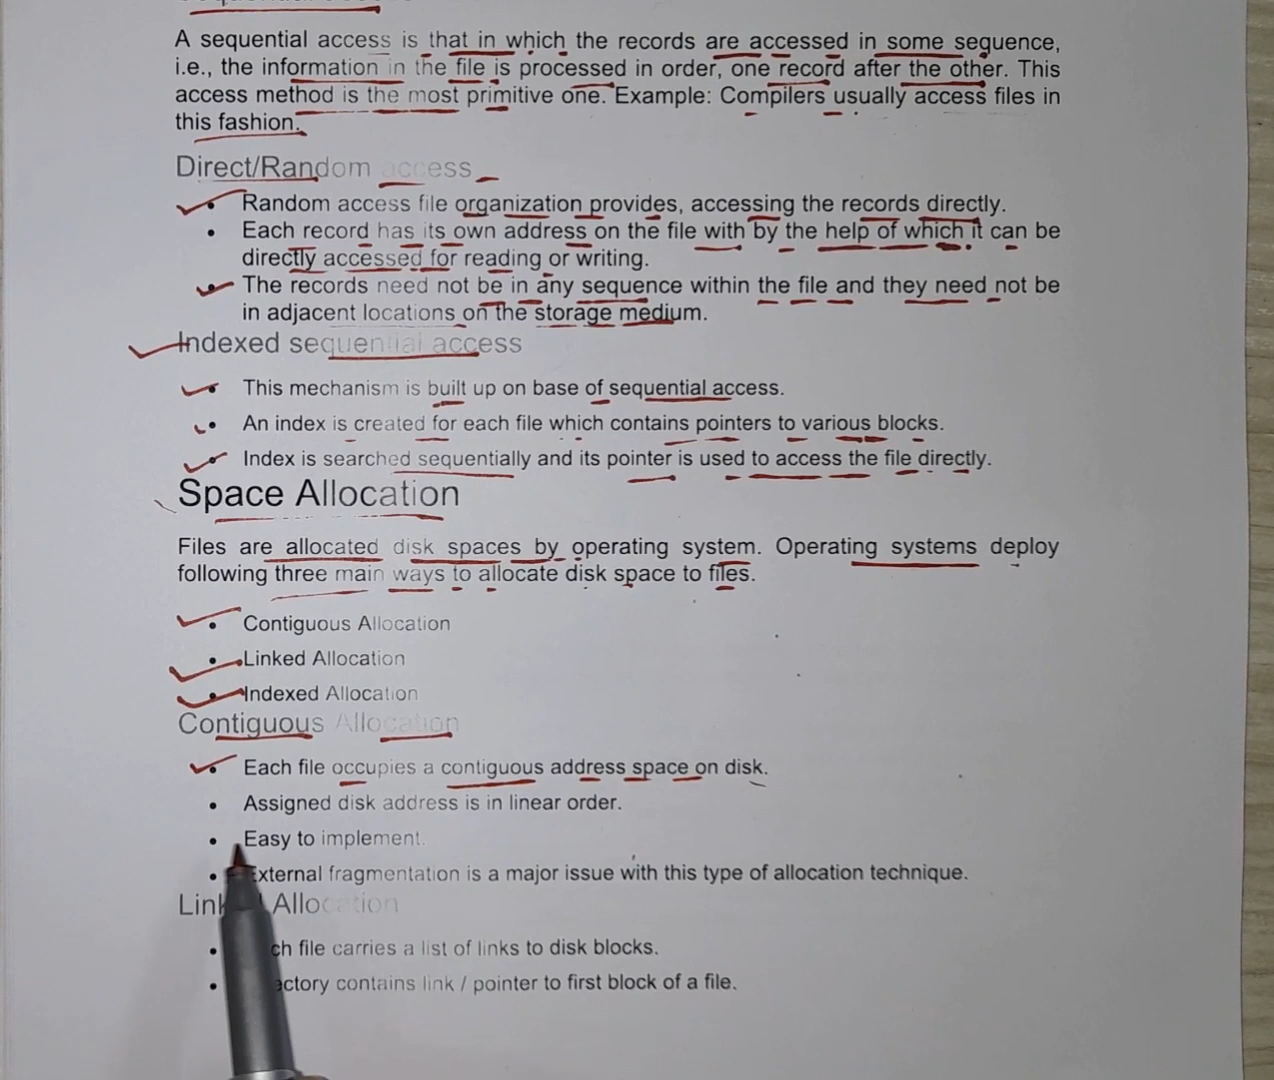 A sequential access is that in which the records are accessed in some sequence,
i.e., the information in the file is processed in order, one record after the other. This
access method is the most primitive one. Example: Compilers usually access files in
this fashion.
Direct/Random access
• Random access file organization provides, accessing the records directly.
• Each record has its own address on the file with by the help of which it can be
directly accessed for reading or writing.
• The records need not be in any sequence within the file and they need not be
in adjacent locations on the storage medium.
Indexed sequential access
• This mechanism is built up on base of sequential access.
• An index is created for each file which contains pointers to various blocks.
• Index is searched sequentially and its pointer is used to access the file directly.
Space Allocation
Files are allocated disk spaces by operating system. Operating systems deploy
following three main ways to allocate disk space to files.
• Contiguous Allocation
• Linked Allocation
• Indexed Allocation
Contiguous Allocation
• Each file occupies a contiguous address space on disk.
• Assigned disk address is in linear order.
• Easy to implement.
• External fragmentation is a major issue with this type of allocation technique.
Linked Allocation
• file carries a list of links to disk blocks.
• contains link / pointer to first block of a file.